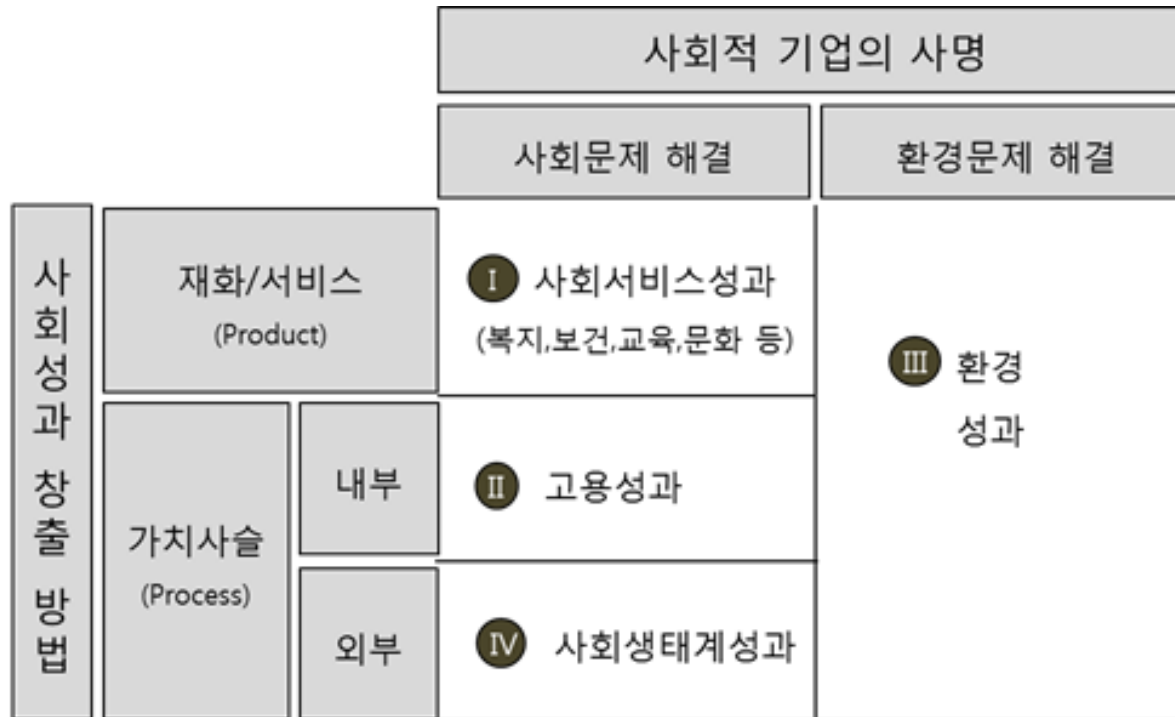 사회적 기업의 사명
사회문제 해결
환경문제 해결
사회성과 창출 방법
재화/서비스
(Product)
Ⅰ 사회서비스성과
(복지,보건,교육,문화 등)
Ⅲ 환경
성과
가치사슬
(Process)
내부
Ⅱ 고용성과
외부
Ⅳ 사회생태계성과